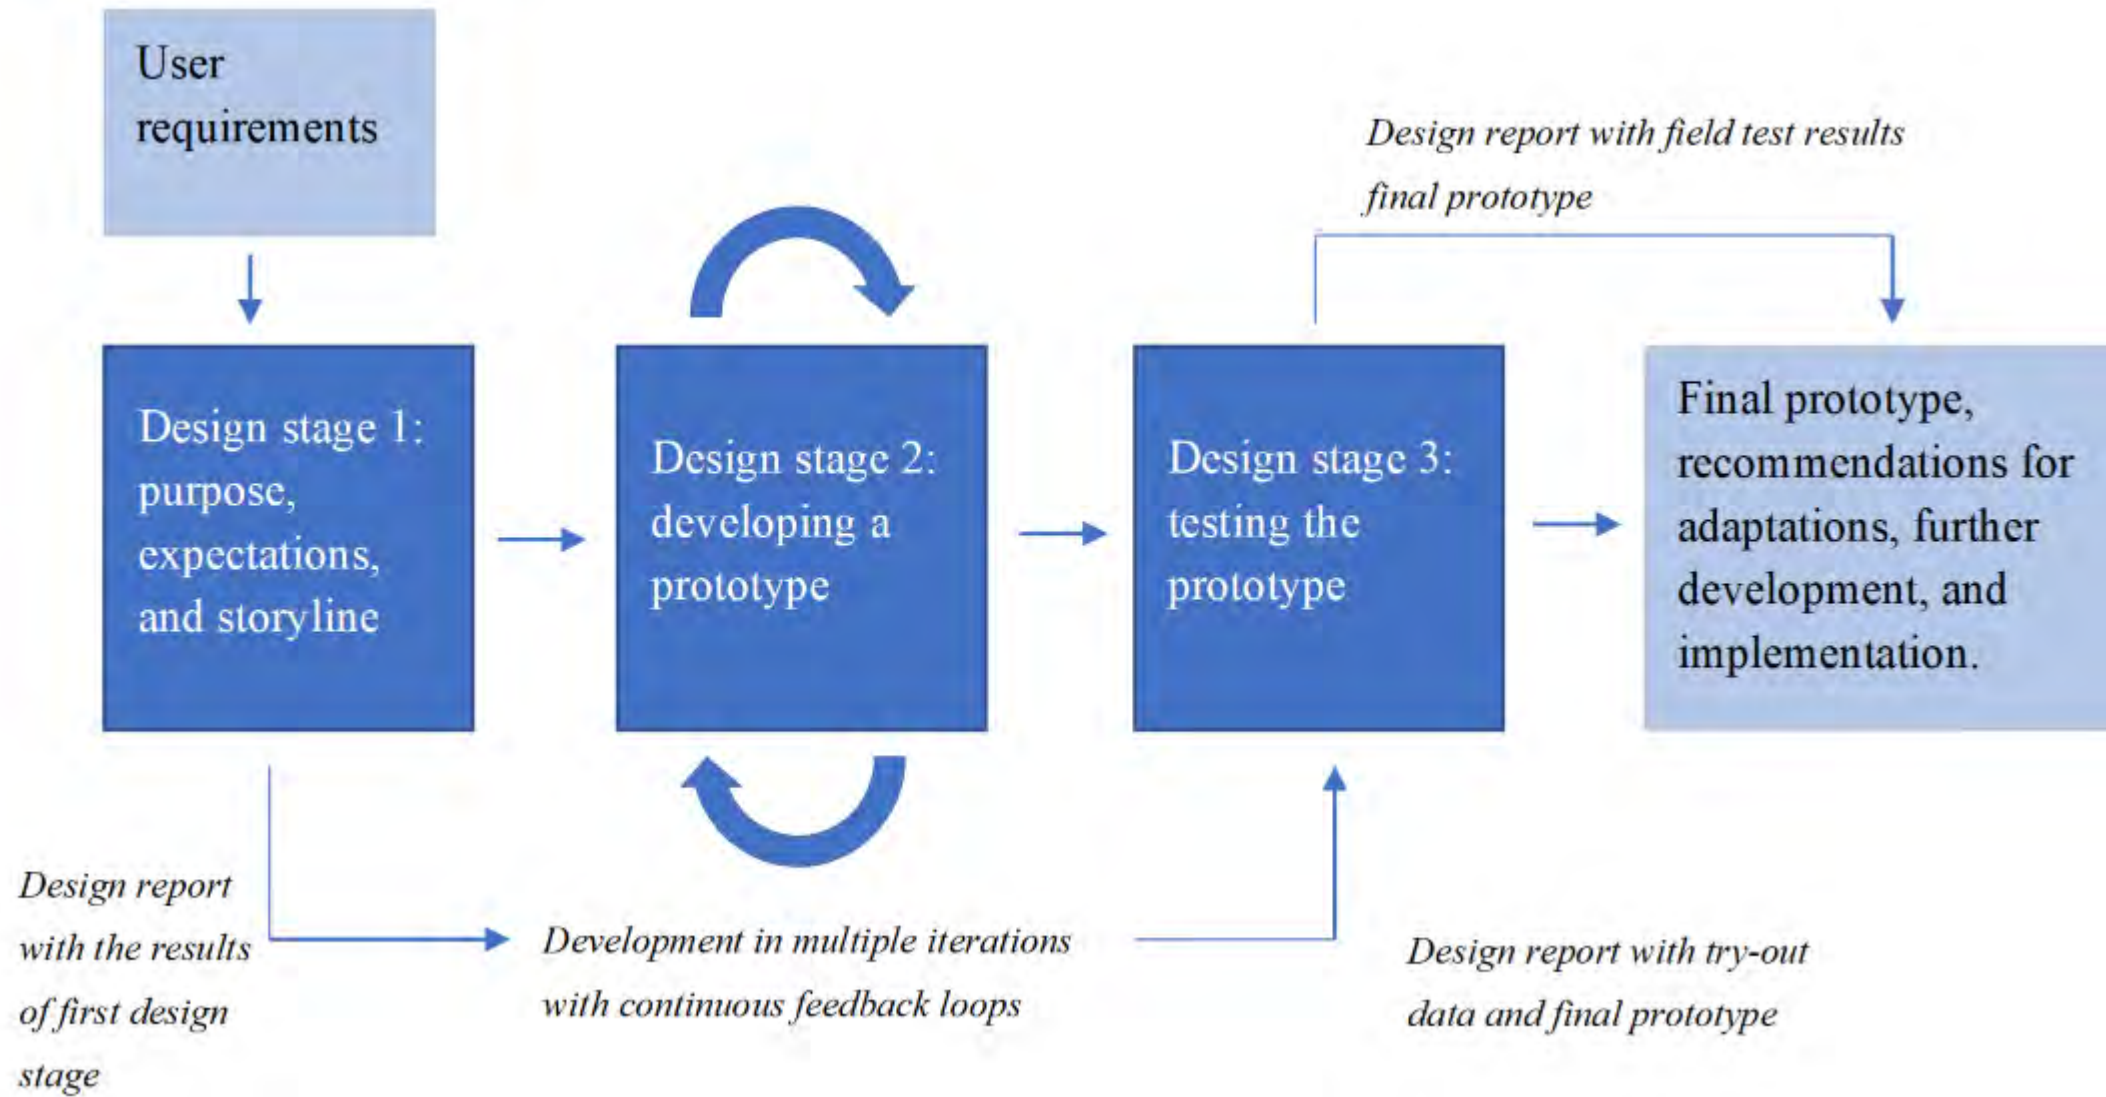 User
requirements
Design report with field test results
final prototype
Design stage 1:
purpose,
expectations,
and storyline
Design stage 2:
developing a
prototype
Design stage 3:
testing the
prototype
Final prototype,
recommendations for
adaptations, further
development, and
implementation.
Design report
with the results
of first design
stage
Development in multiple iterations
with continuous feedback loops
Design report with try-out
data and final prototype